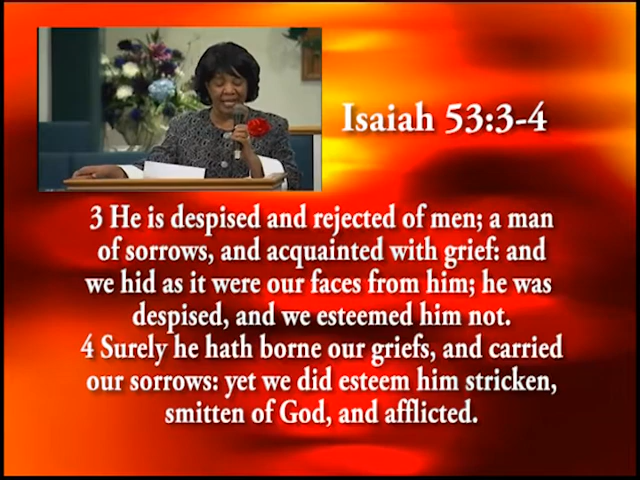 Isaiah 53:3-4
3 He is despised and rejected of men; a man
of sorrows, and acquainted with grief: and
we hid as it were our faces from him; he was
despised, and we esteemed him not.
4 Surely he hath borne our griefs, and carried
our sorrows: yet we did esteem him stricken,
smitten of God, and afflicted.